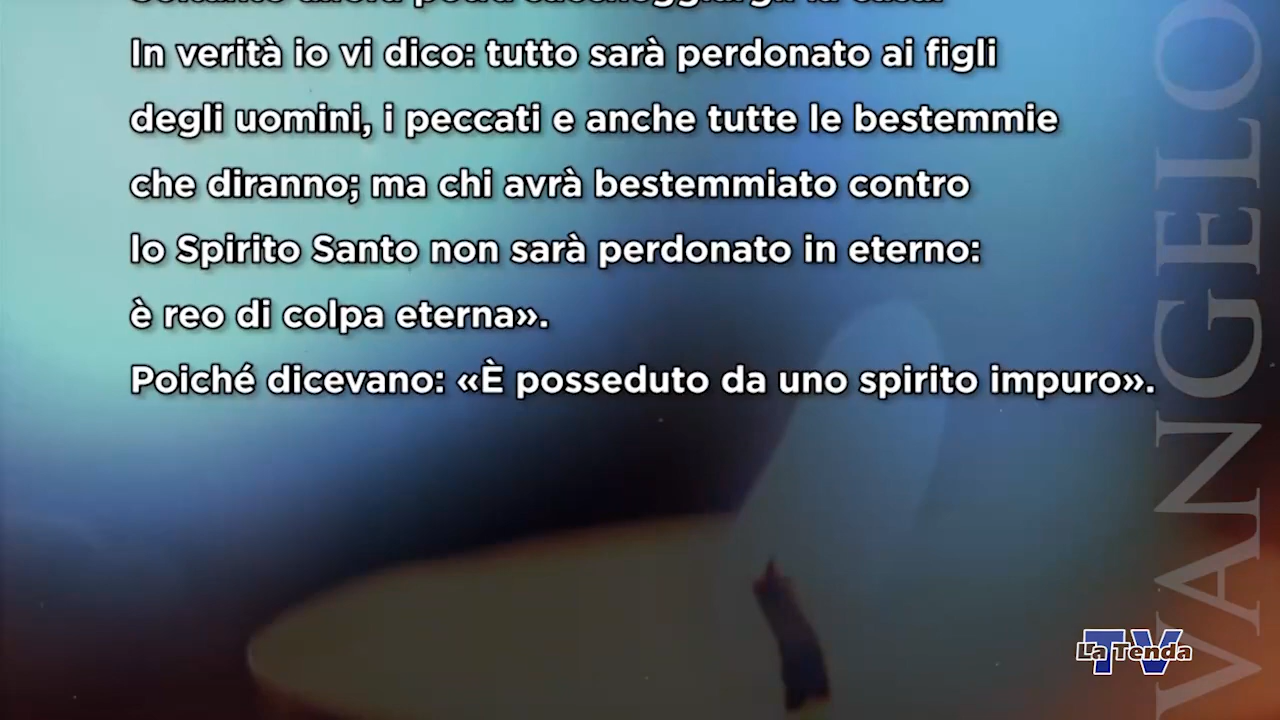 In verità io vi dico: tutto sarà perdonato ai figli
degli uomini, i peccati e anche tutte le bestemmie
che diranno; ma chi avrà bestemmiato contro
lo Spirito Santo non sarà perdonato in eterno:
è reo di colpa eterna».
Poiché dicevano: «È posseduto da uno spirito impuro».
VANGELO
TV
La Tenda